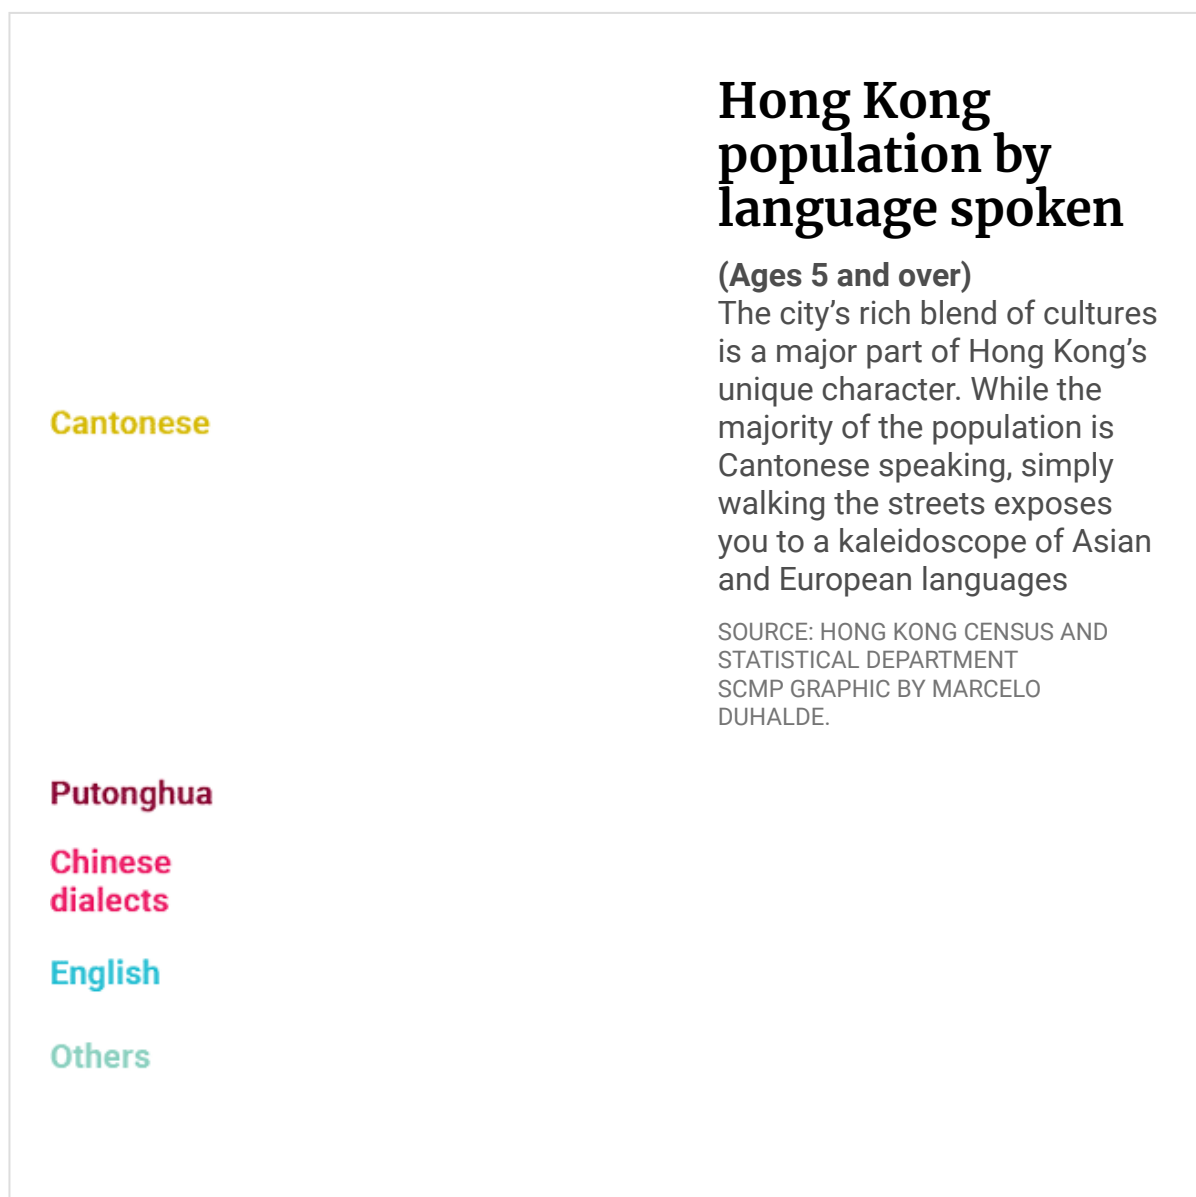 Hong Kong
population by
language spoken
(Ages 5 and over)
The city’s rich blend of cultures
is a major part of Hong Kong’s
unique character. While the
majority of the population is
Cantonese speaking, simply
walking the streets exposes
you to a kaleidoscope of Asian
and European languages
SOURCE: HONG KONG CENSUS AND
STATISTICAL DEPARTMENT
SCMP GRAPHIC BY MARCELO
DUHALDE.
Cantonese
Putonghua
Chinese
dialects
English
Others